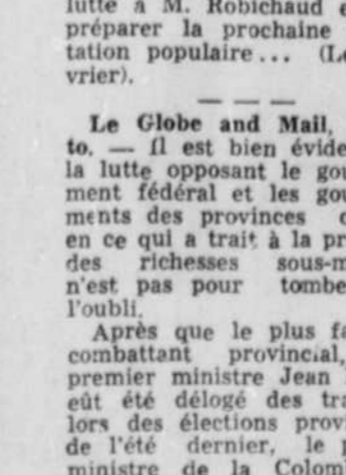 lutte à M. Robichaud
préparer la prochaine
tation populaire... (L
vrier).
Le Globe and Mail,
to. — Il est bien évide
la lutte opposant le gou
ment fédéral et les gou
ments des provinces
en ce qui a trait à la pr
des richesses sous-m
n'est pas pour tombe
l'oubli.
Après que le plus fa
combattant provincial,
premier ministre Jean
eût été délogé des tra
lors des élections provi
de l'été dernier, le
ministre de la Colom